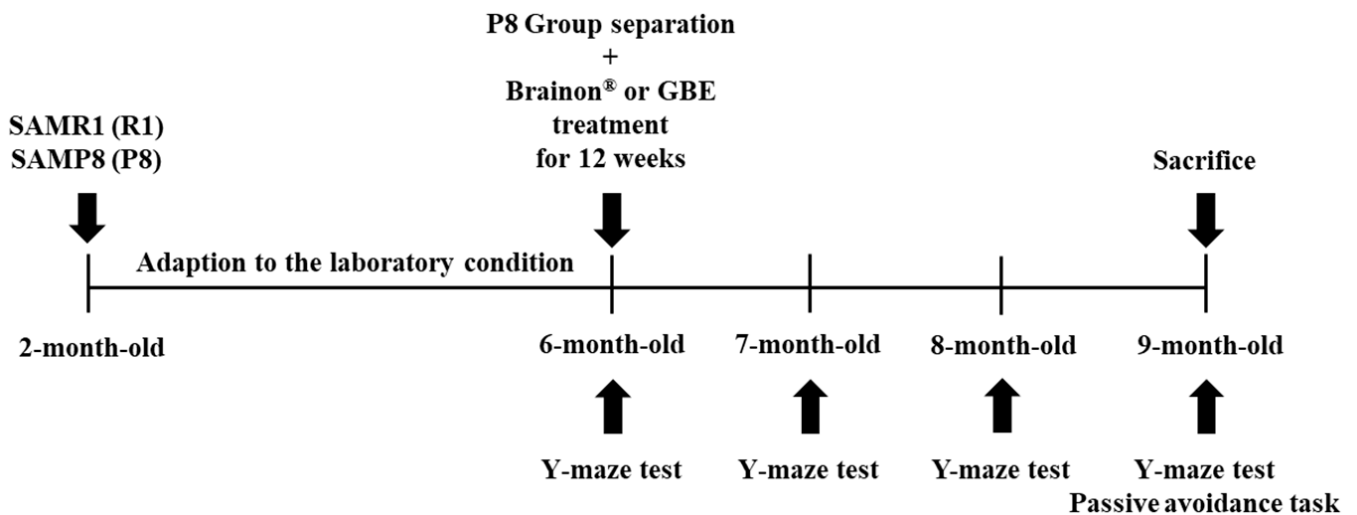 P8 Group separation
+
Brainon® or GBE
treatment
for 12 weeks
SAMR1 (R1)
SAMP8 (P8)
Sacrifice
Adaption to the laboratory condition
2-month-old
6-month-old
7-month-old
8-month-old
9-month-old
Y-maze test
Y-maze test
Y-maze test
Y-maze test
Passive avoidance task